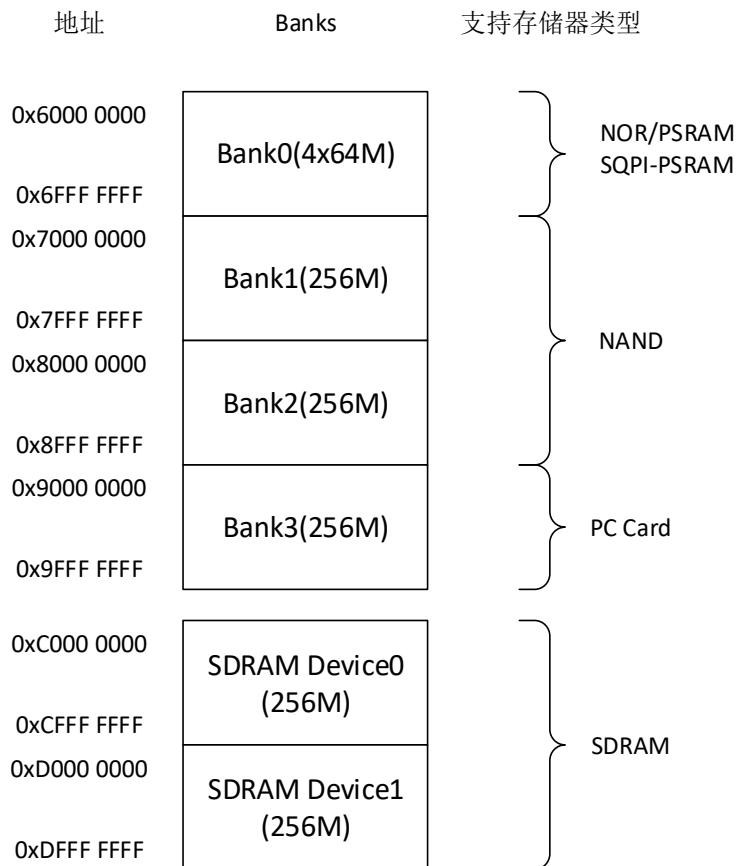 地址 Banks 支持存储器类型
0x6000 0000
Bank0(4x64M)
NOR/PSRAM
SQPI-PSRAM
0x6FFF FFFF
0x7000 0000
Bank1(256M)
0x7FFF FFFF
NAND
0x8000 0000
Bank2(256M)
0x8FFF FFFF
0x9000 0000
Bank3(256M)
PC Card
0x9FFF FFFF
0xC000 0000
SDRAM Device0
(256M)
0xCFFF FFFF
SDRAM
0xD000 0000
SDRAM Device1
(256M)
0xDFFF FFFF